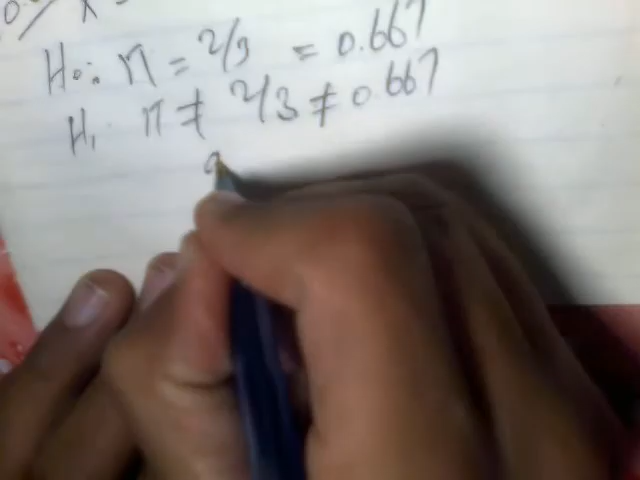 H₀: π = 2/3 = 0.667
H₁ π ≠ 2/3 ≠ 0.667